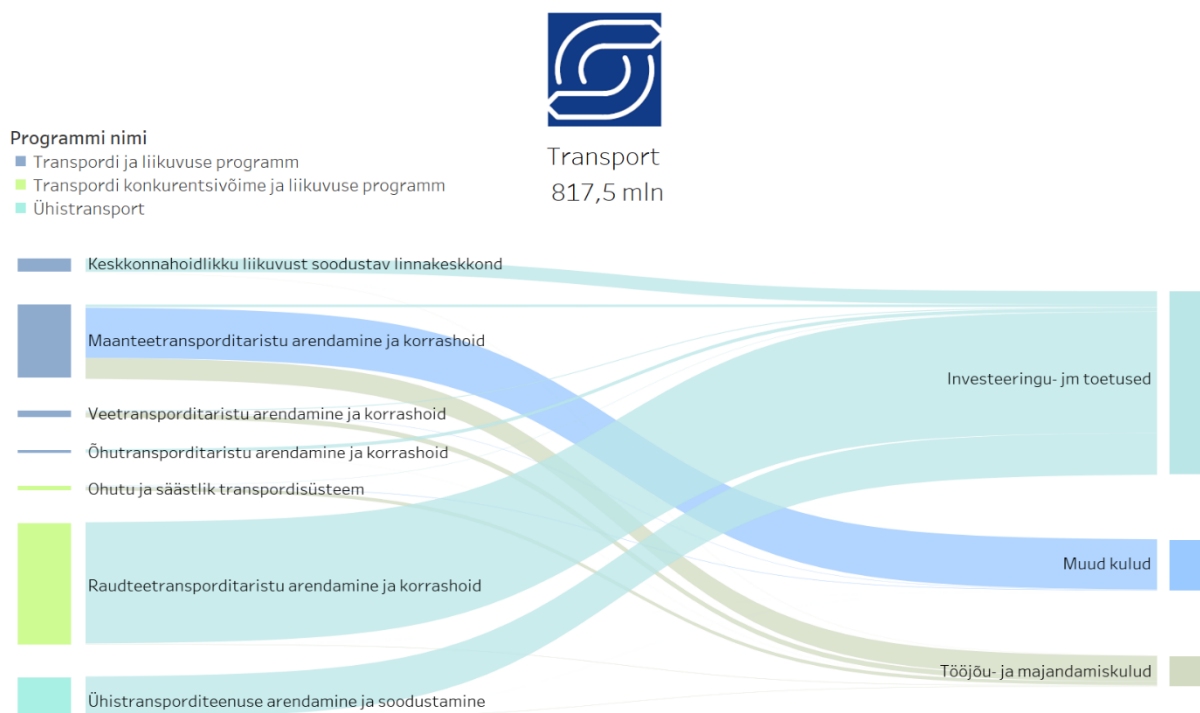 Transport
817,5 mln
Programmi nimi
Transpordi ja liikuvuse programm
Transpordi konkurentsivõime ja liikuvuse programm
Ühistransport
Keskkonnahoidlikku liikuvust soodustav linnakeskkond
Maanteetransporditaristu arendamine ja korrashoid
Veetransporditaristu arendamine ja korrashoid
Õhutransporditaristu arendamine ja korrashoid
Ohutu ja säästlik transpordisüsteem
Raudteetransporditaristu arendamine ja korrashoid
Ühistransporditeenuse arendamine ja soodustamine
Investeeringu- jm toetused
Muud kulud
Tööjõu- ja majandamiskulud